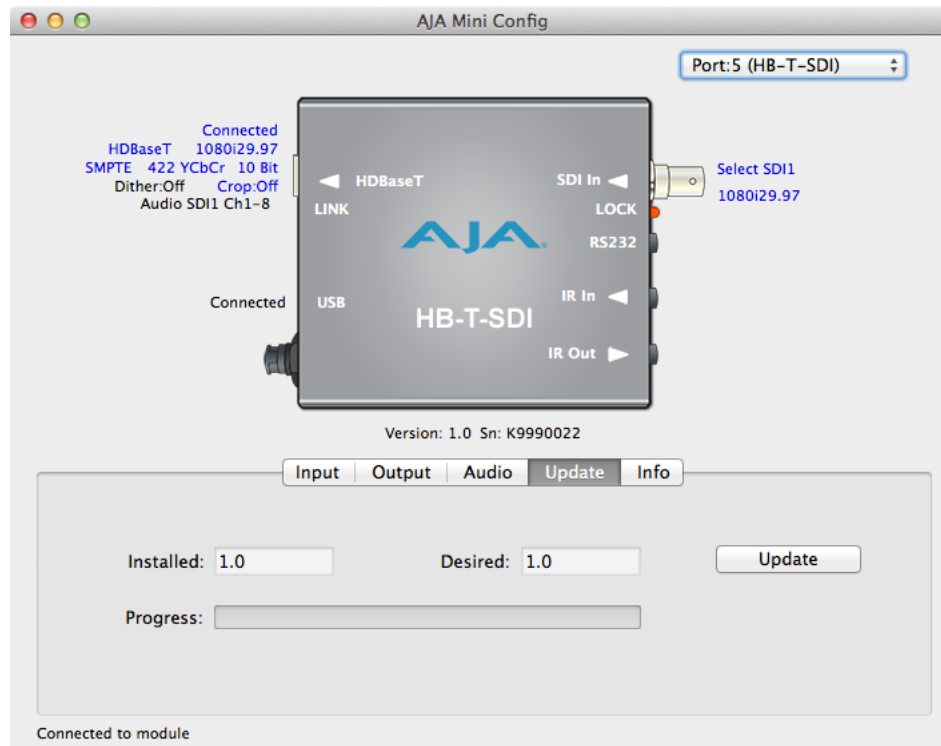 AJA Mini Config
Port:5 (HB-T-SDI)
Connected
HDBaseT 1080i29.97
SMPTE 422 YCbCr 10 Bit
Dither:Off Crop:Off
Audio SDI1 Ch1-8
Connected
HDBaseT
LINK
USB
SDI In
LOCK
RS232
IR In
IR Out
AJA
HB-T-SDI
Select SDI1
1080i29.97
Version: 1.0 Sn: K9990022
Input Output Audio Update Info
Installed: 1.0 Desired: 1.0 Update
Progress:
Connected to module